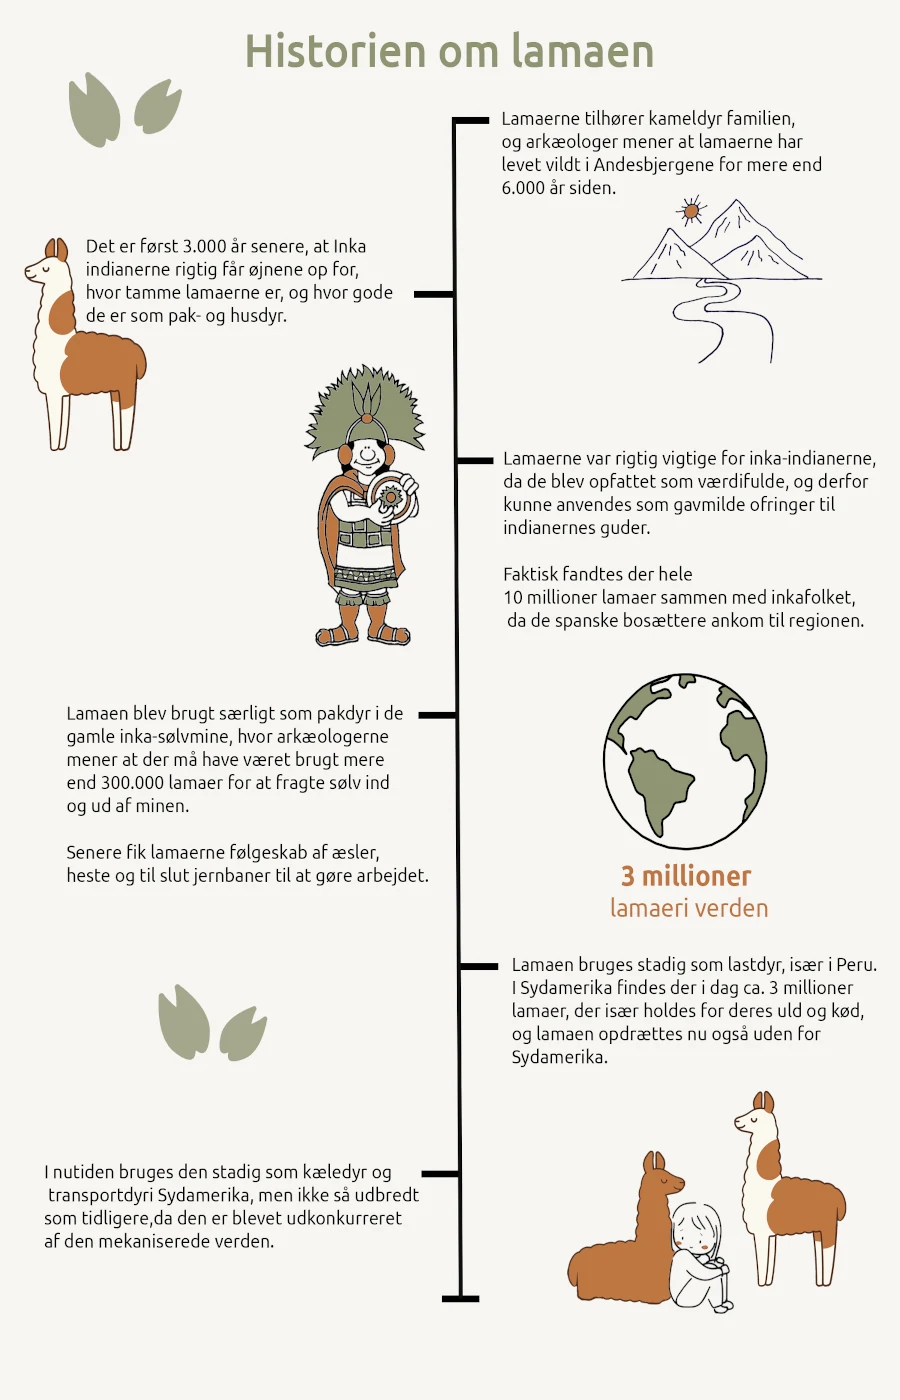 Historien om lamaen
Lamaerne tilhører kameldyr familien,
og arkæologer mener at lamaerne har
levet vildt i Andesbjergene for mere end
6.000 år siden.
Det er først 3.000 år senere, at Inka
indianerne rigtig får øjnene op for,
hvor tamme lamaerne er, og hvor gode
de er som pak- og husdyr.
Lamaerne var rigtig vigtige for inka-indianerne,
da de blev opfattet som værdifulde, og derfor
kunne anvendes som gavmilde ofringer til
indianernes guder.
Faktisk fandtes der hele
10 millioner lamaer sammen med inkafolket,
da de spanske bosættere ankom til regionen.
Lamaen blev brugt særligt som pakdyr i de
gamle inka-sølvmine, hvor arkæologerne
mener at der må have været brugt mere
end 300.000 lamaer for at fragte sølv ind
og ud af minen.
Senere fik lamaerne følgeskab af æsler,
heste og til slut jernbaner til at gøre arbejdet.
3 millioner
lamaeri verden
Lamaen bruges stadig som lastdyr, især i Peru.
I Sydamerika findes der i dag ca. 3 millioner
lamaer, der især holdes for deres uld og kød,
og lamaen opdrættes nu også uden for
Sydamerika.
I nutiden bruges den stadig som kæledyr og
transportdyri Sydamerika, men ikke så udbredt
som tidligere,da den er blevet udkonkurreret
af den mekaniserede verden.